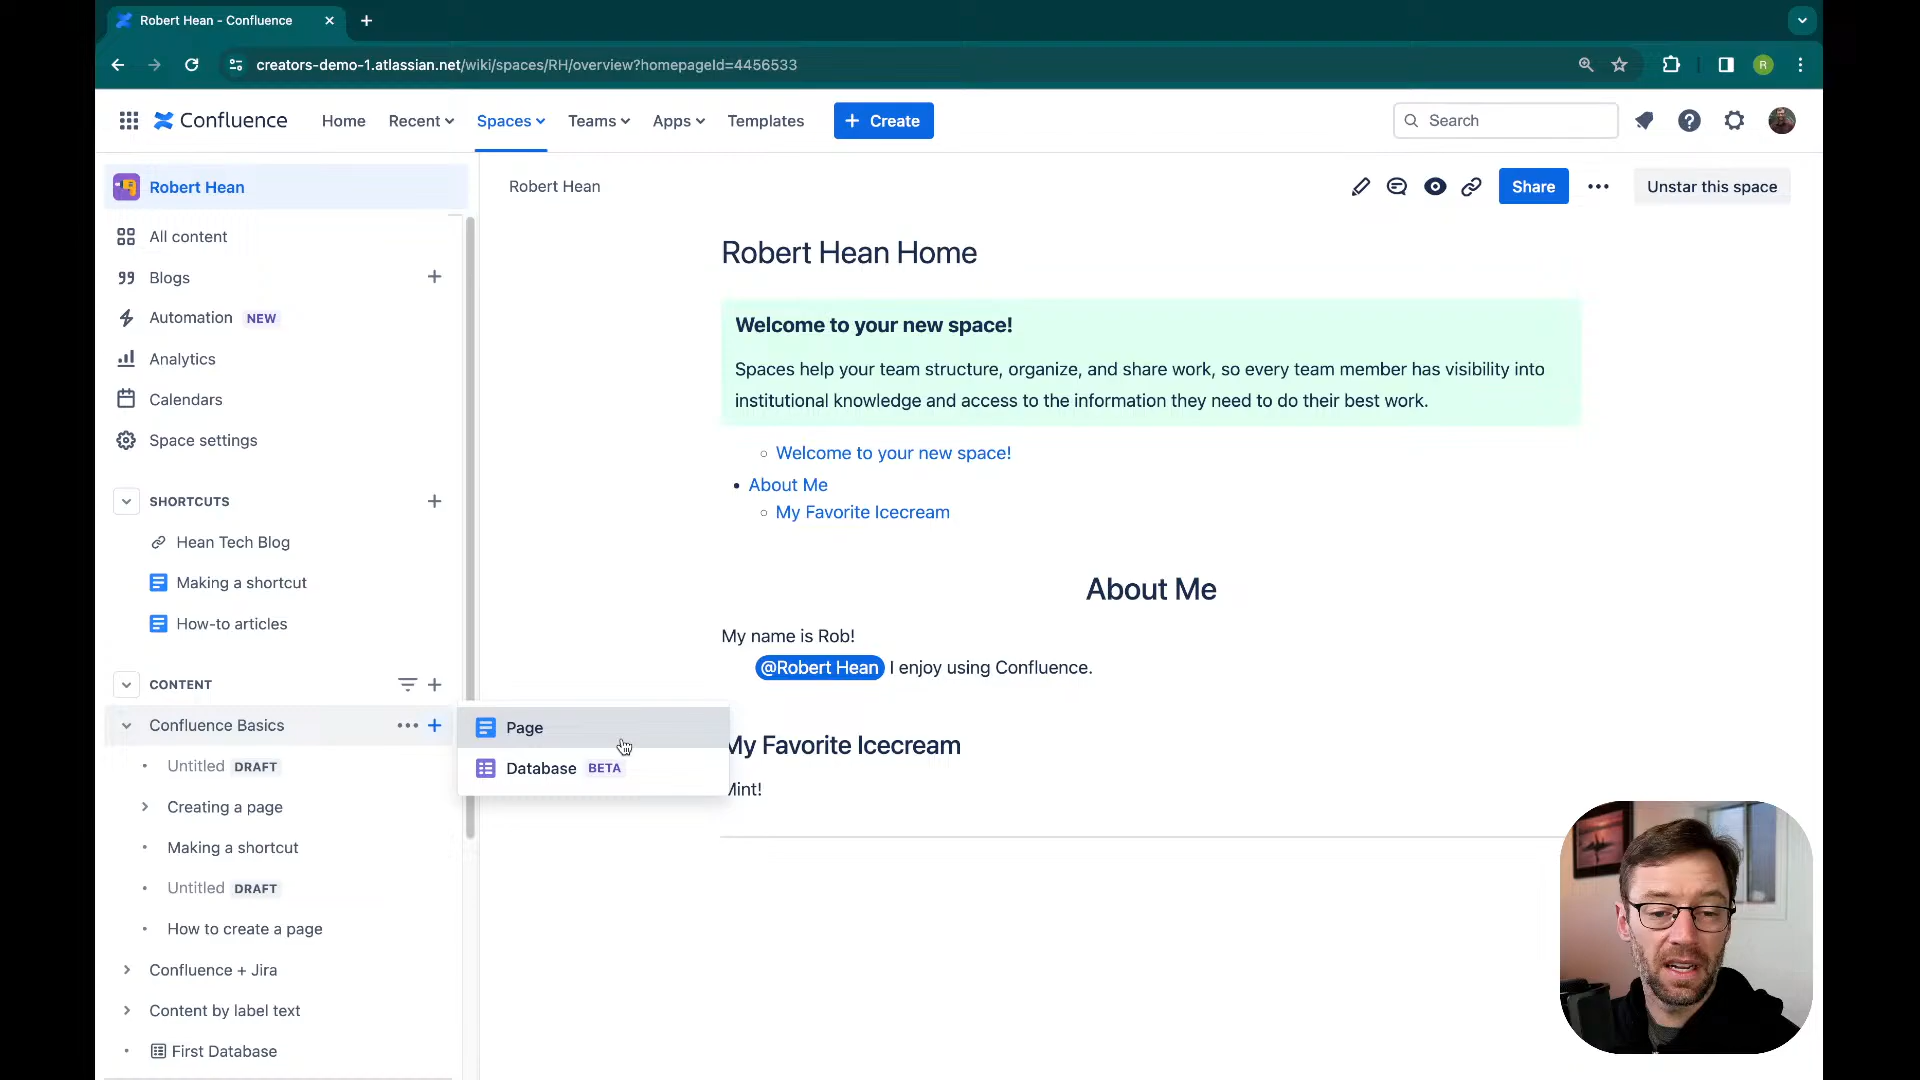 Robert Hean - Confluence
creators-demo-1.atlassian.net/wiki/spaces/RH/overview?homepageId=4456533
R
Confluence
Home
Recent
Spaces
Teams
Apps
Templates
+ Create
Search
Robert Hean
All content
Blogs
Automation NEW
Analytics
Calendars
Space settings
SHORTCUTS
Hean Tech Blog
Making a shortcut
How-to articles
CONTENT
Confluence Basics
Untitled DRAFT
Creating a page
Making a shortcut
Untitled DRAFT
How to create a page
Confluence + Jira
Content by label text
First Database
Page
Database BETA
Robert Hean
Share
Unstar this space
Robert Hean Home
Welcome to your new space!
Spaces help your team structure, organize, and share work, so every team member has visibility into
institutional knowledge and access to the information they need to do their best work.
Welcome to your new space!
About Me
My Favorite Icecream
About Me
My name is Rob!
@Robert Hean I enjoy using Confluence.
My Favorite Icecream
Mint!